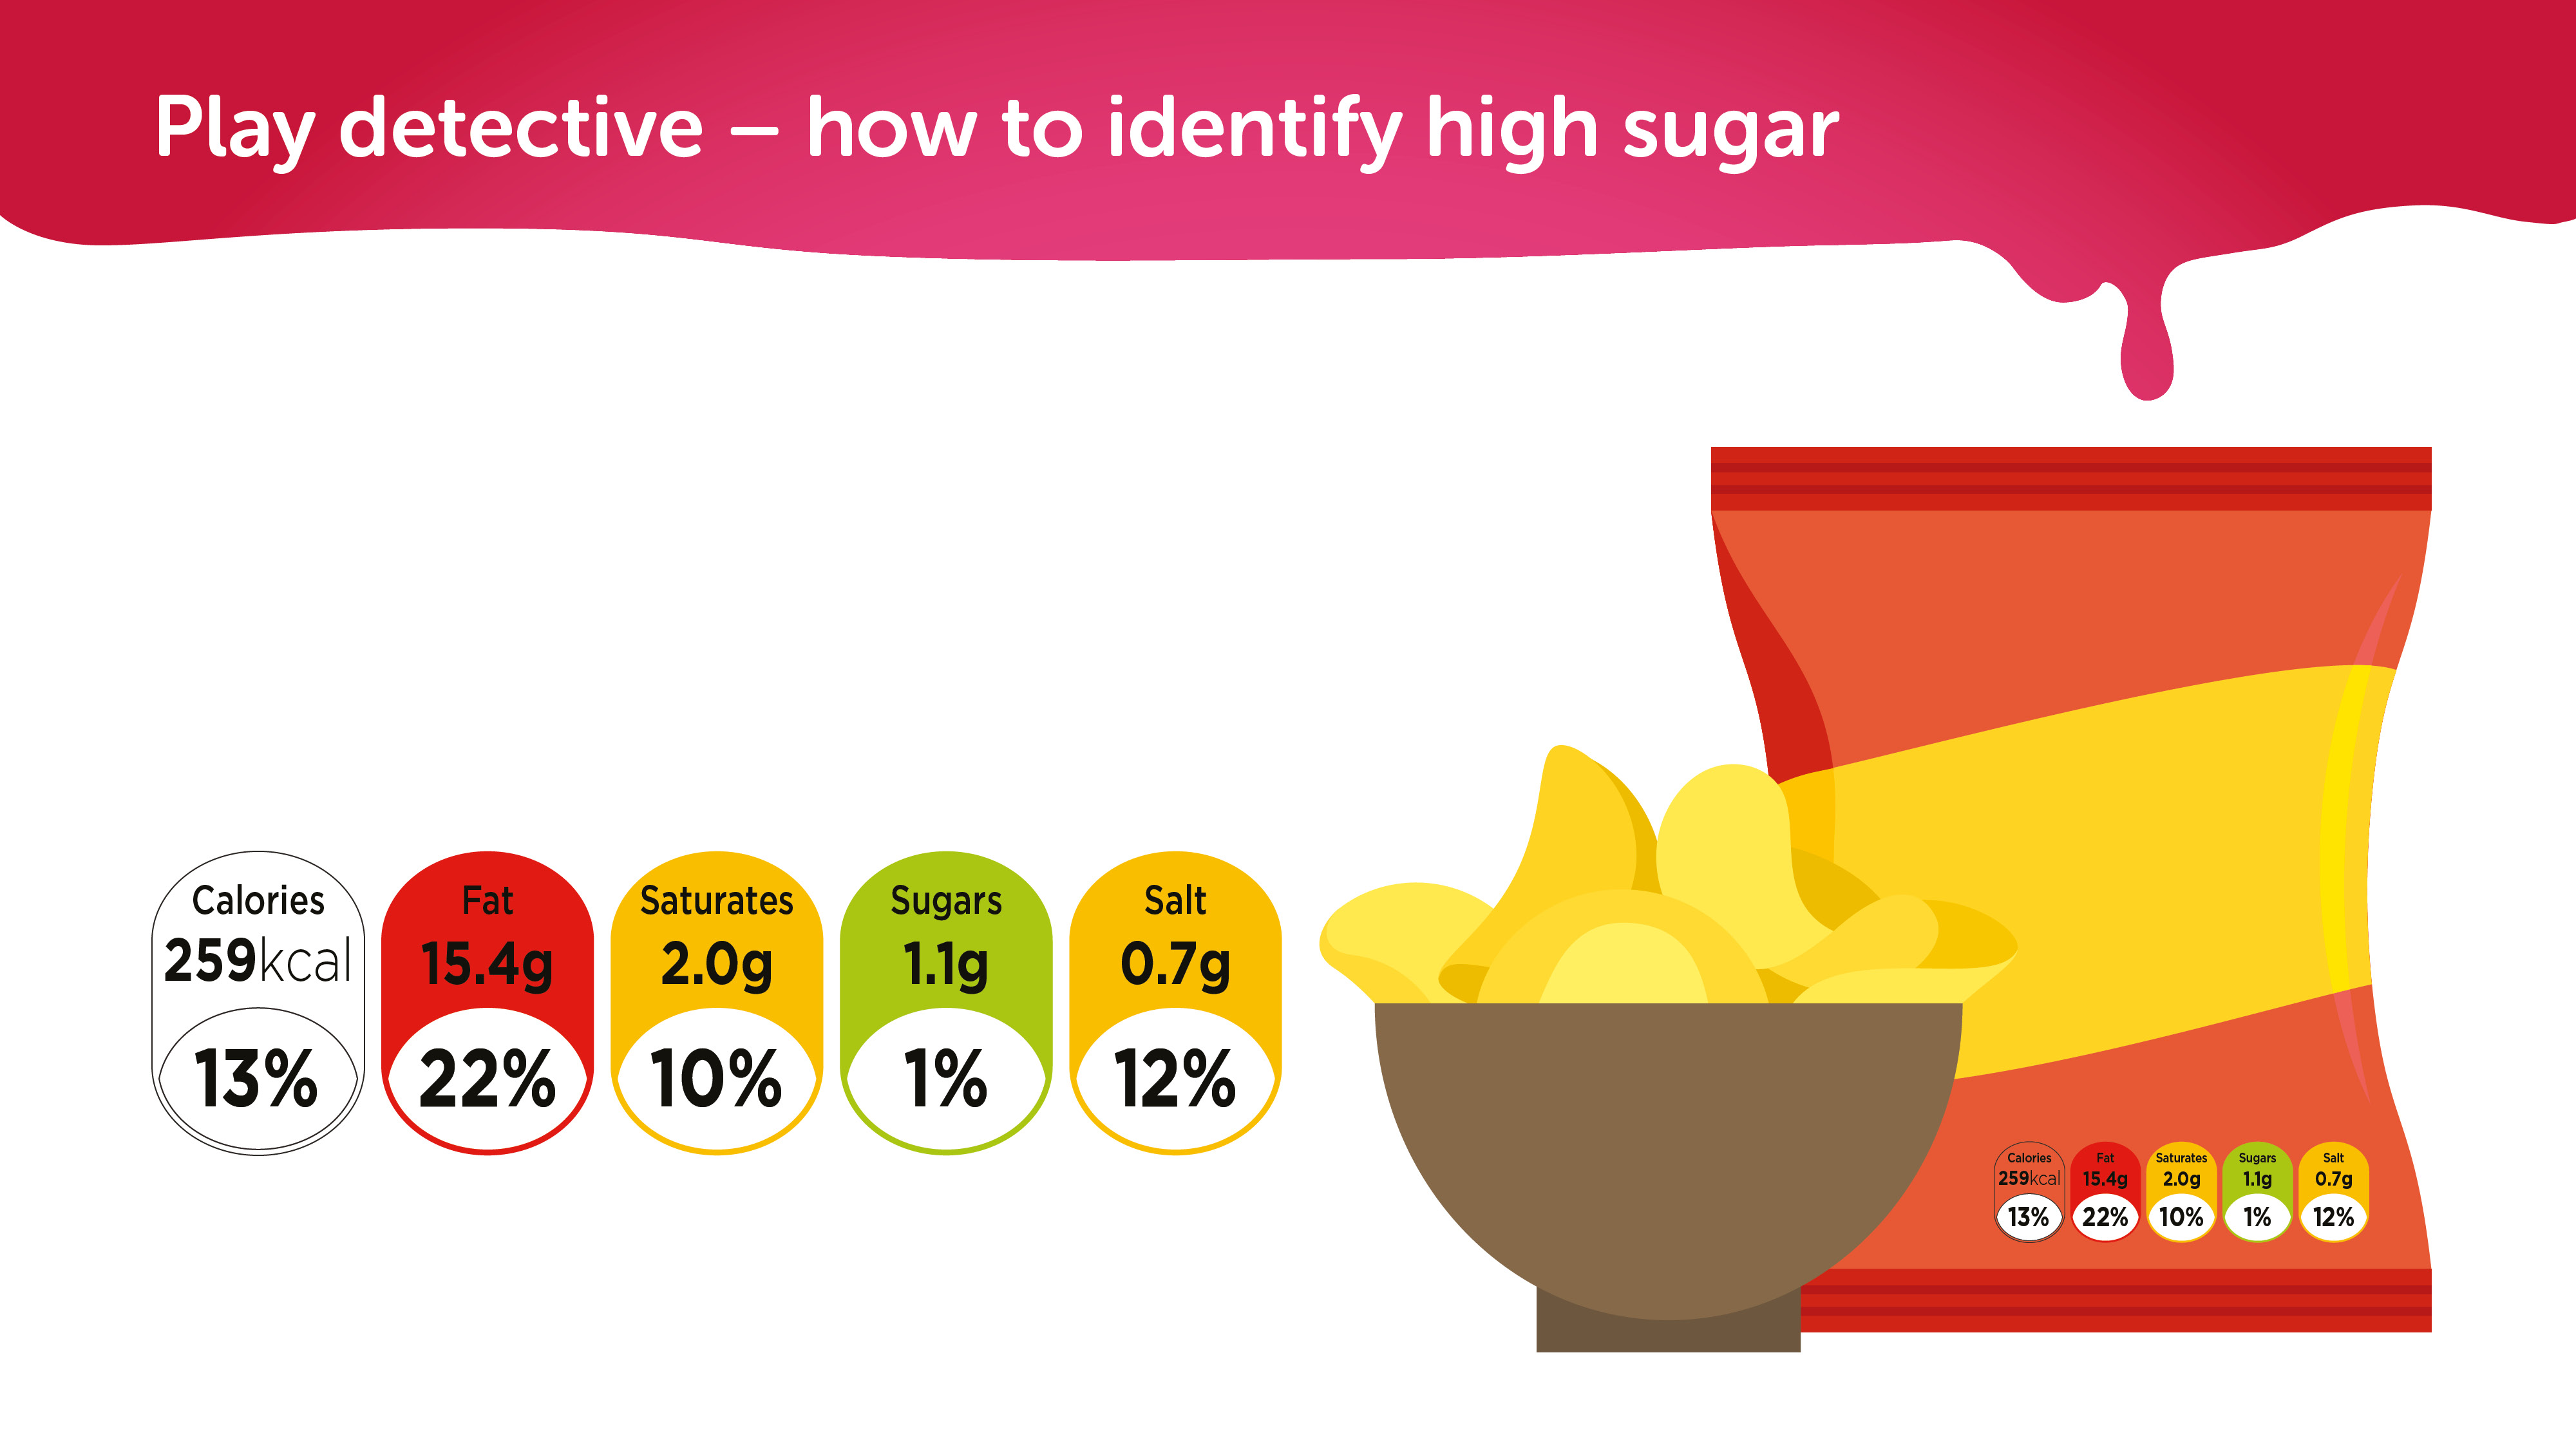 Play detective – how to identify high sugar
Calories Fat Saturates Sugars Salt
259kcal 15.4g 2.0g 1.1g 0.7g
13% 22% 10% 1% 12%
Calories Fat Saturates Sugars Salt
259kcal 15.4g 2.0g 1.1g 0.7g
13% 22% 10% 1% 12%